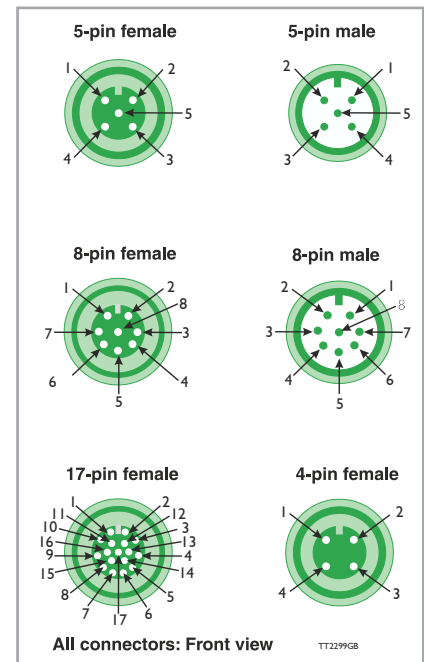 5-pin female 5-pin male
1 2 2 1
5 5
4 3 3 4
8-pin female 8-pin male
1 2 2 1
8 8
7 3 3 7
6 4 4 6
5 5
17-pin female 4-pin female
1 2 1 2
11 12
10 3
16 13
9 4
15 14 4 3
8 5
7 6
17
All connectors: Front view TT2299GB